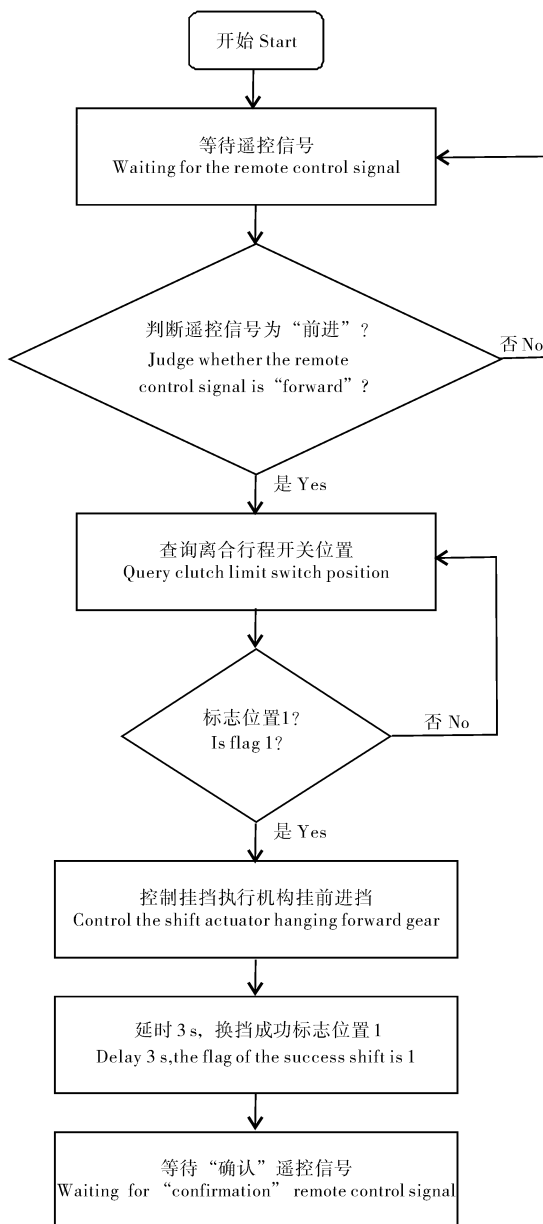 开始 Start
等待遥控信号
Waiting for the remote control signal
判断遥控信号为“前进”?
Judge whether the remote
control signal is “forward”?
否 No
是 Yes
查询离合行程开关位置
Query clutch limit switch position
标志位置1?
Is flag 1?
否 No
是 Yes
控制挂挡执行机构挂前进挡
Control the shift actuator hanging forward gear
延时 3 s, 换挡成功标志位置 1
Delay 3 s,the flag of the success shift is 1
等待“确认”遥控信号
Waiting for “confirmation” remote control signal